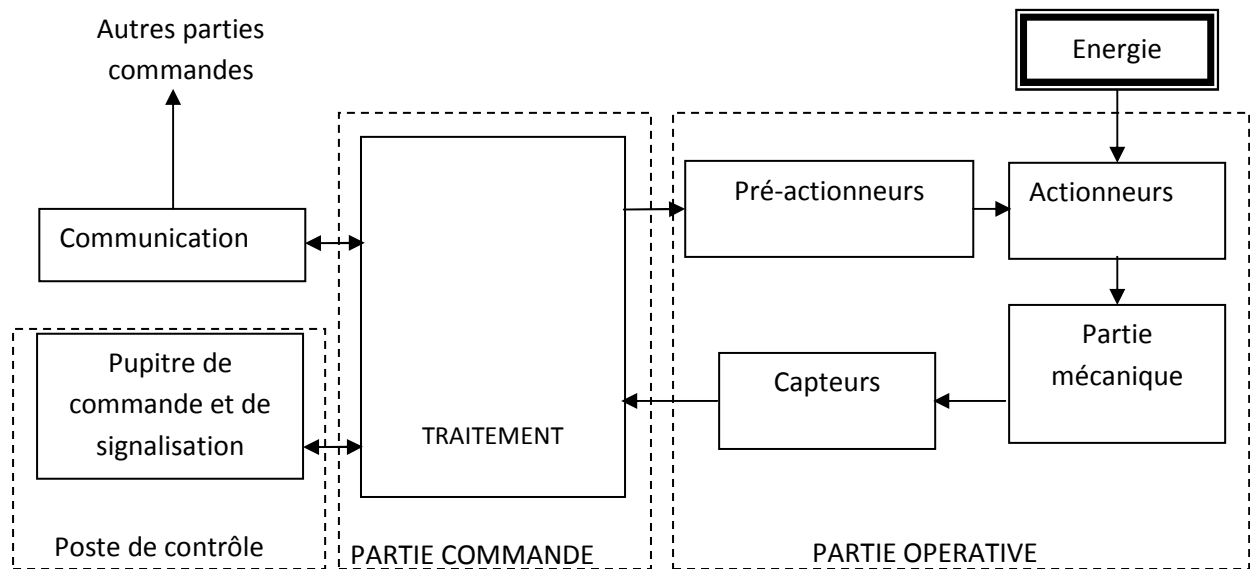 Autres parties
commandes
Energie
Pré-actionneurs
Actionneurs
Communication
Partie
mécanique
Pupitre de
commande et de
signalisation
Capteurs
TRAITEMENT
Poste de contrôle
PARTIE COMMANDE
PARTIE OPERATIVE